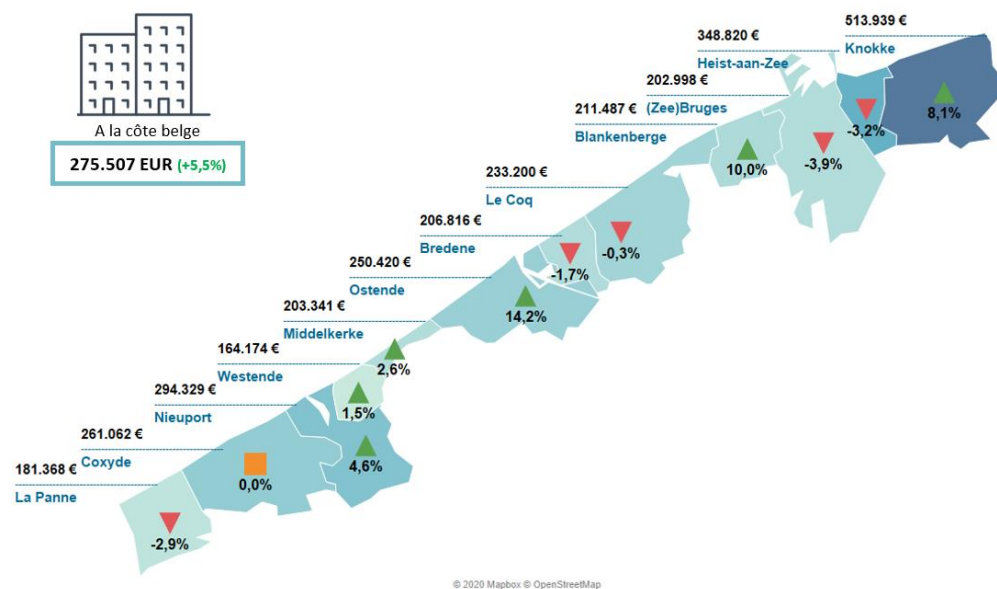 A la côte belge
275.507 EUR (+5,5%)
513.939 €
Knokke
348.820 €
Heist-aan-Zee
202.998 €
(Zee)Bruges
211.487 €
Blankenberge
233.200 €
Le Coq
206.816 €
Bredene
250.420 €
Ostende
203.341 €
Middelkerke
164.174 €
Westende
294.329 €
Nieuport
261.062 €
Coxyde
181.368 €
La Panne
8,1%
-3,2%
-3,9%
10,0%
-0,3%
-1,7%
14,2%
2,6%
1,5%
4,6%
0,0%
-2,9%
© 2020 Mapbox © OpenStreetMap